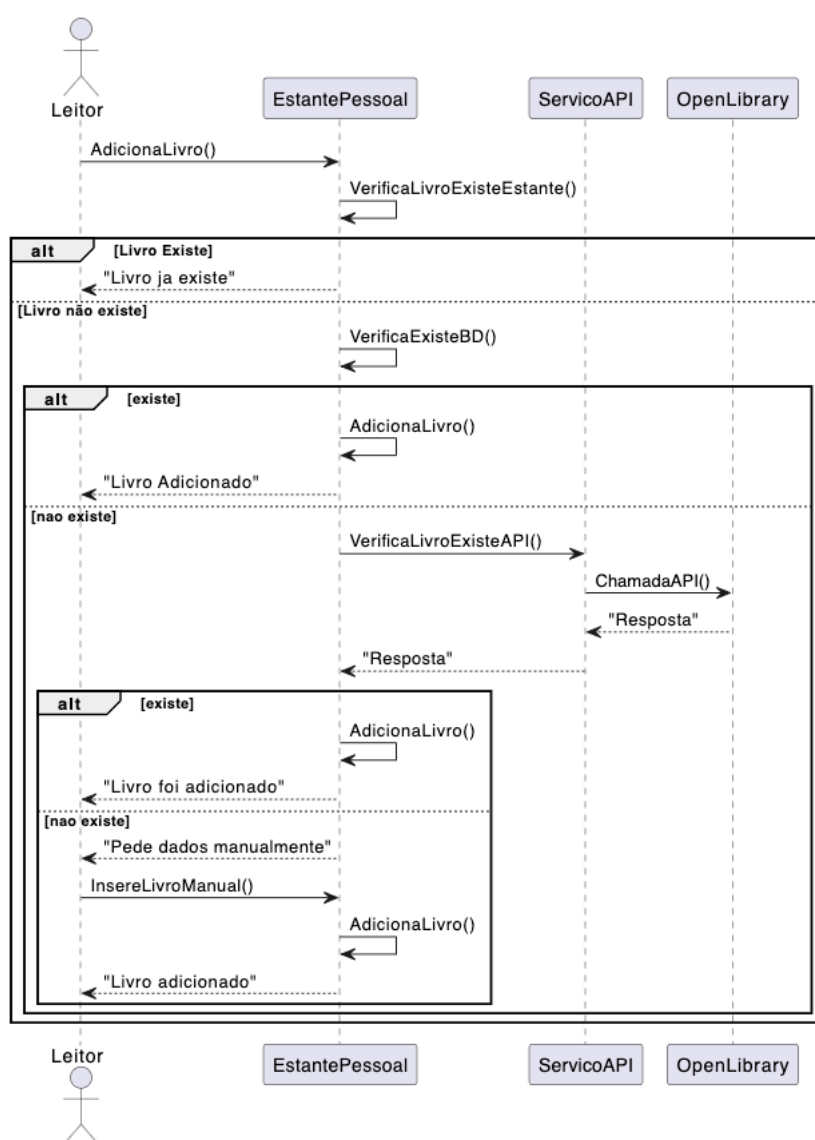 Leitor
EstantePessoal
ServicoAPI
OpenLibrary
AdicionaLivro()
VerificaLivroExisteEstante()
alt
[Livro Existe]
"Livro ja existe"
[Livro não existe]
VerificaExisteBD()
alt
[existe]
AdicionaLivro()
"Livro Adicionado"
[nao existe]
VerificaLivroExisteAPI()
ChamadaAPI()
"Resposta"
"Resposta"
alt
[existe]
AdicionaLivro()
"Livro foi adicionado"
[nao existe]
"Pede dados manualmente"
InsereLivroManual()
AdicionaLivro()
"Livro adicionado"
Leitor
EstantePessoal
ServicoAPI
OpenLibrary